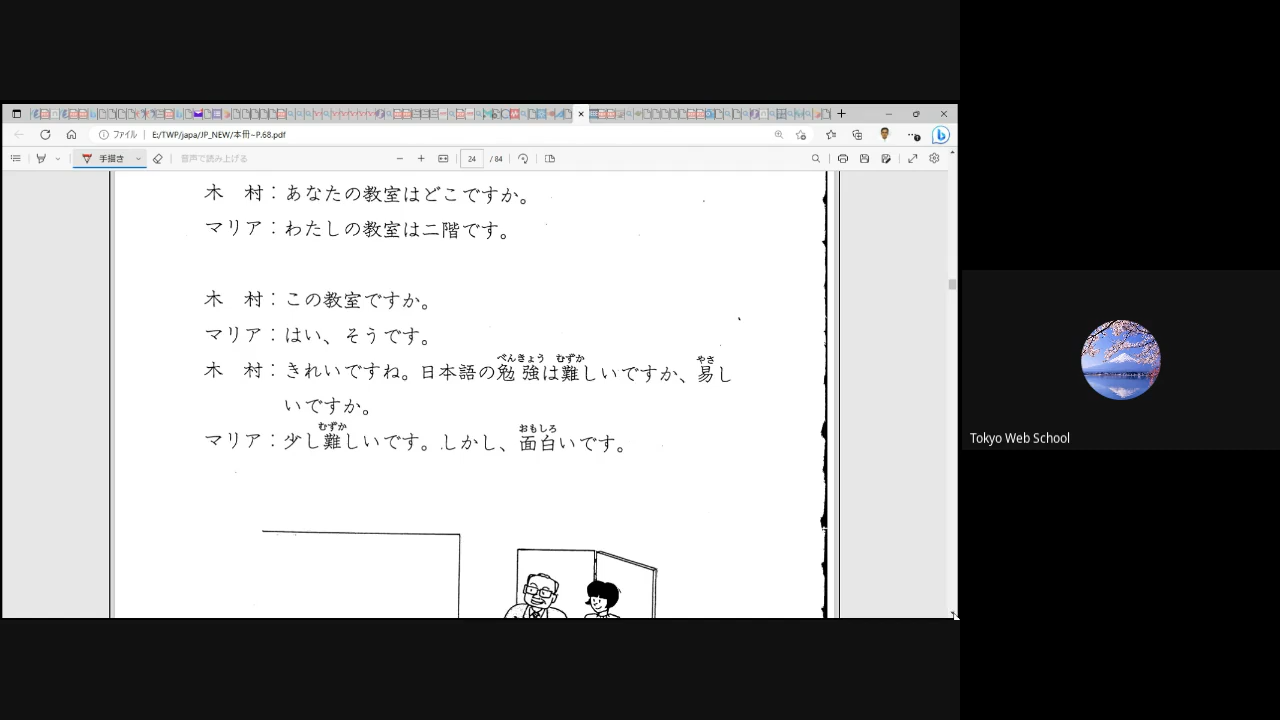 ファイル | E:/TWP/japa/JP_NEW/本冊~P.68.pdf
手描き 音声で読み上げる 24 / 84
木　村：あなたの教室はどこですか。
マリア：わたしの教室は二階です。
木　村：この教室ですか。
マリア：はい、そうです。
べんきょう むずか やさ
木　村：きれいですね。日本語の勉強は難しいですか、易し
いですか。
むずか おもしろ
マリア：少し難しいです。しかし、面白いです。
Tokyo Web School